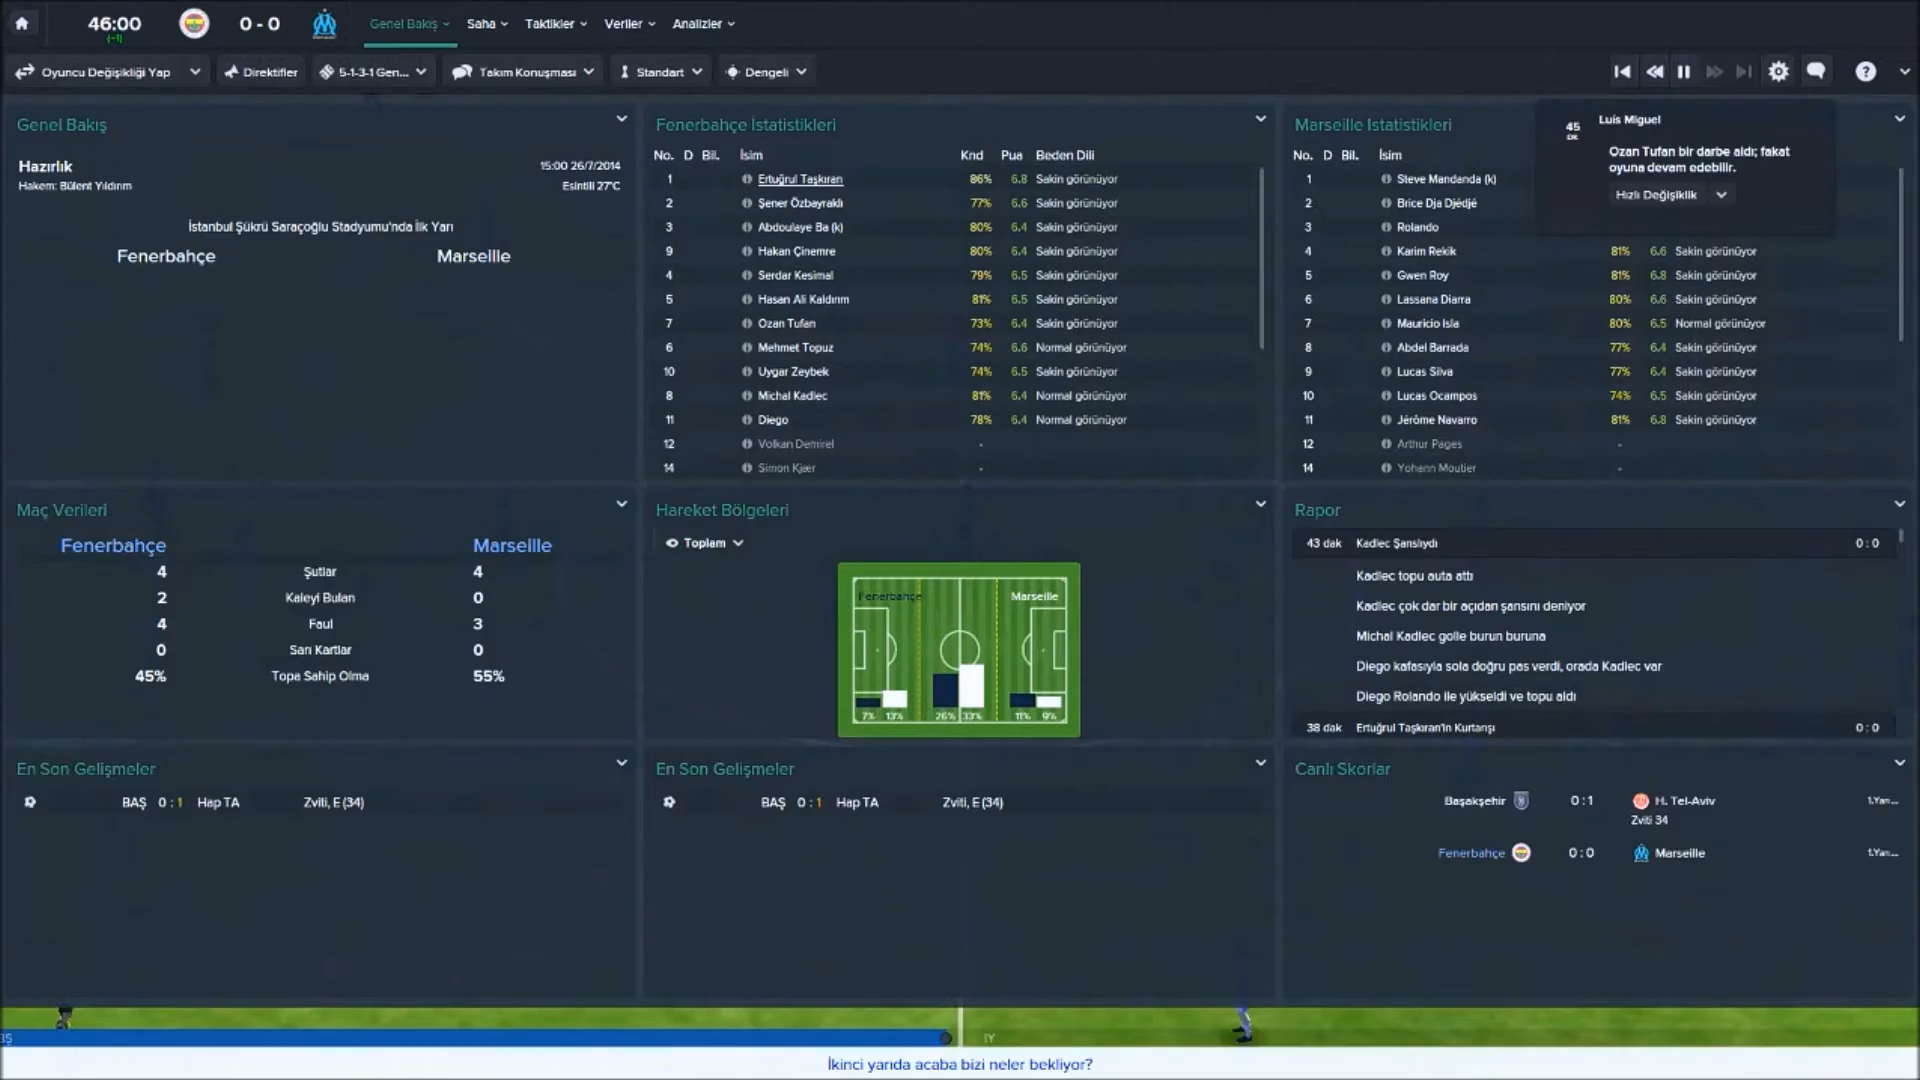 46:00
(+1)
0 - 0
Genel Bakış
Saha
Taktikler
Veriler
Analizler
Oyuncu Değişikliği Yap
Direktifler
5-1-3-1 Gen...
Takım Konuşması
Standart
Dengeli
Genel Bakış
Hazırlık
15:00 26/7/2014
Hakem: Bülent Yıldırım
Esintili 27°C
İstanbul Şükrü Saraçoğlu Stadyumu'nda İlk Yarı
Fenerbahçe Marseille
Fenerbahçe İstatistikleri
No. D Bil. İsim Knd Pua Beden Dili
1 Ertuğrul Taşkıran 86% 6.8 Sakin görünüyor
2 Şener Özbayraklı 77% 6.6 Sakin görünüyor
3 Abdoulaye Ba (k) 80% 6.4 Sakin görünüyor
9 Hakan Çinemre 80% 6.4 Sakin görünüyor
4 Serdar Kesimal 79% 6.5 Sakin görünüyor
5 Hasan Ali Kaldırım 81% 6.5 Sakin görünüyor
7 Ozan Tufan 73% 6.4 Sakin görünüyor
6 Mehmet Topuz 74% 6.6 Normal görünüyor
10 Uygar Zeybek 74% 6.5 Sakin görünüyor
8 Michal Kadlec 81% 6.4 Normal görünüyor
11 Diego 78% 6.4 Normal görünüyor
12 Volkan Demirel -
14 Simon Kjær -
Marseille İstatistikleri
No. D Bil. İsim
1 Steve Mandanda (k)
2 Brice Dja Djédjé
3 Rolando
4 Karim Rekik 81% 6.6 Sakin görünüyor
5 Gwen Roy 81% 6.8 Sakin görünüyor
6 Lassana Diarra 80% 6.6 Sakin görünüyor
7 Mauricio Isla 80% 6.5 Normal görünüyor
8 Abdel Barrada 77% 6.4 Sakin görünüyor
9 Lucas Silva 77% 6.4 Sakin görünüyor
10 Lucas Ocampos 74% 6.5 Sakin görünüyor
11 Jérôme Navarro 81% 6.8 Sakin görünüyor
12 Arthur Pages -
14 Yohann Moutier -
45
DK
Luis Miguel
Ozan Tufan bir darbe aldı; fakat
oyuna devam edebilir.
Hızlı Değişiklik
Maç Verileri
Fenerbahçe Marseille
4 Şutlar 4
2 Kaleyi Bulan 0
4 Faul 3
0 Sarı Kartlar 0
45% Topa Sahip Olma 55%
Hareket Bölgeleri
Toplam
Fenerbahçe Marseille
7% 13% 26% 33% 11% 9%
Rapor
43 dak Kadlec Şanslıydı 0 : 0
Kadlec topu auta attı
Kadlec çok dar bir açıdan şansını deniyor
Michal Kadlec golle burun buruna
Diego kafasıyla sola doğru pas verdi, orada Kadlec var
Diego Rolando ile yükseldi ve topu aldı
38 dak Ertuğrul Taşkıran'ın Kurtarışı 0 : 0
En Son Gelişmeler
BAŞ 0 : 1 Hap TA Zviti, E (34)
En Son Gelişmeler
BAŞ 0 : 1 Hap TA Zviti, E (34)
Canlı Skorlar
Başakşehir 0 : 1 H. Tel-Aviv 1.Yarı...
Zviti 34
Fenerbahçe 0 : 0 Marseille 1.Yarı...
BŞ
IY
İkinci yarıda acaba bizi neler bekliyor?